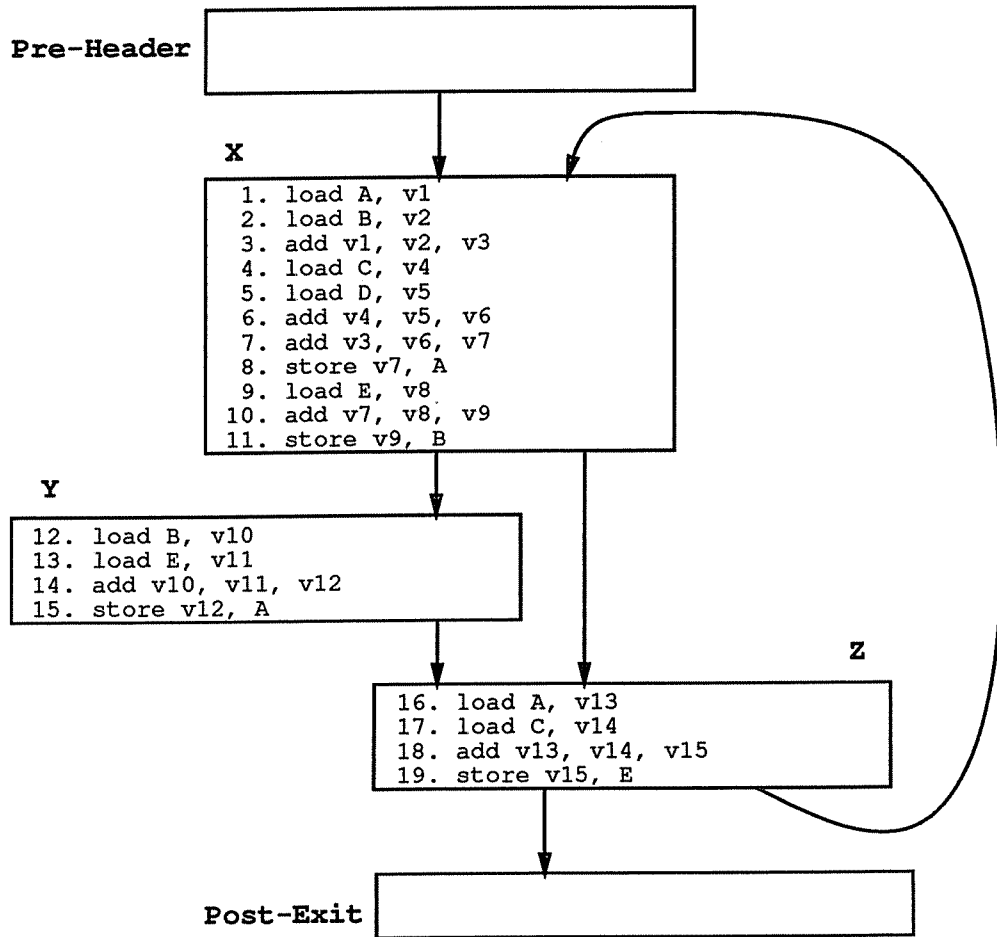 Pre-Header
X
1. load A, v1
2. load B, v2
3. add v1, v2, v3
4. load C, v4
5. load D, v5
6. add v4, v5, v6
7. add v3, v6, v7
8. store v7, A
9. load E, v8
10. add v7, v8, v9
11. store v9, B
Y
12. load B, v10
13. load E, v11
14. add v10, v11, v12
15. store v12, A
Z
16. load A, v13
17. load C, v14
18. add v13, v14, v15
19. store v15, E
Post-Exit